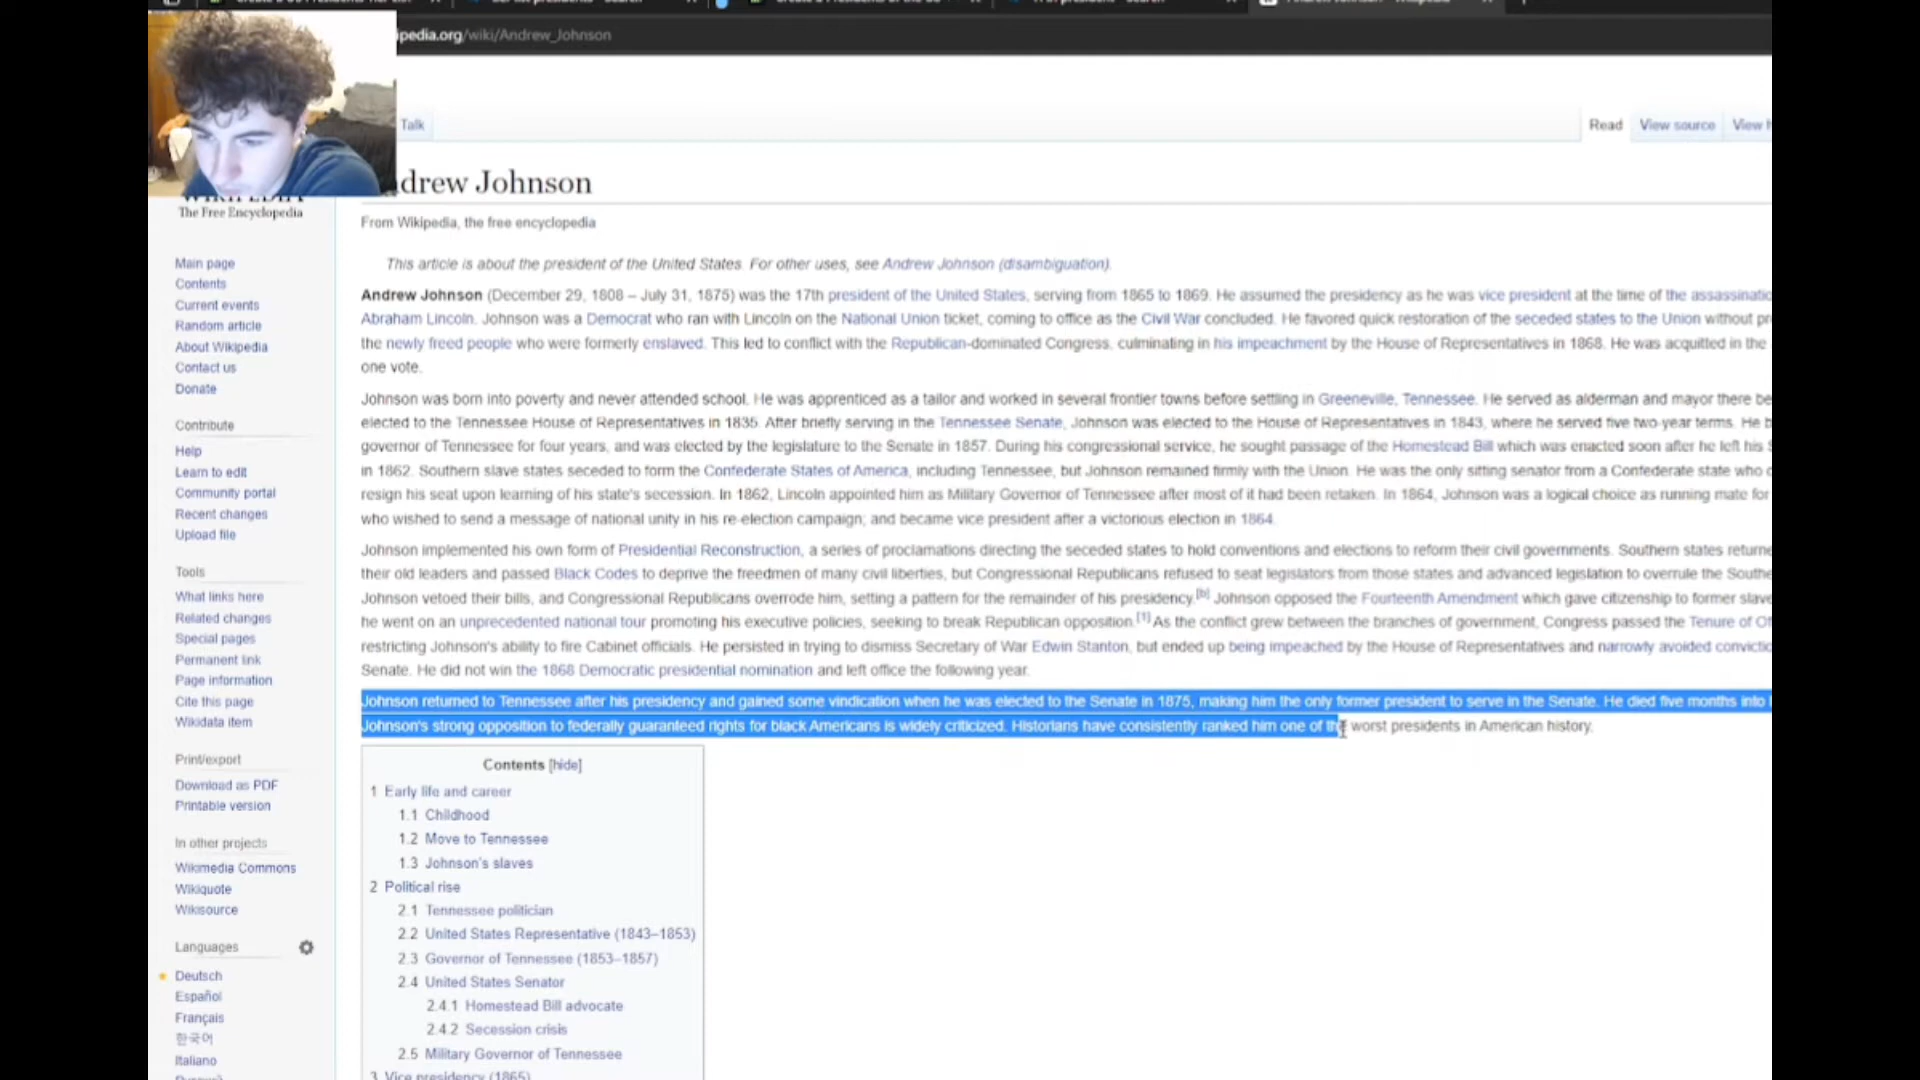 ipedia.org/wiki/Andrew_Johnson
Talk
Read
View source
View
drew Johnson
The Free Encyclopedia
From Wikipedia, the free encyclopedia
This article is about the president of the United States. For other uses, see Andrew Johnson (disambiguation).
Andrew Johnson (December 29, 1808 – July 31, 1875) was the 17th president of the United States, serving from 1865 to 1869. He assumed the presidency as he was vice president at the time of the assassinatio
Abraham Lincoln. Johnson was a Democrat who ran with Lincoln on the National Union ticket, coming to office as the Civil War concluded. He favored quick restoration of the seceded states to the Union without pr
the newly freed people who were formerly enslaved. This led to conflict with the Republican-dominated Congress, culminating in his impeachment by the House of Representatives in 1868. He was acquitted in the
one vote.
Johnson was born into poverty and never attended school. He was apprenticed as a tailor and worked in several frontier towns before settling in Greeneville, Tennessee. He served as alderman and mayor there be
elected to the Tennessee House of Representatives in 1835. After briefly serving in the Tennessee Senate, Johnson was elected to the House of Representatives in 1843, where he served five two-year terms. He b
governor of Tennessee for four years, and was elected by the legislature to the Senate in 1857. During his congressional service, he sought passage of the Homestead Bill which was enacted soon after he left his S
in 1862. Southern slave states seceded to form the Confederate States of America, including Tennessee, but Johnson remained firmly with the Union. He was the only sitting senator from a Confederate state who d
resign his seat upon learning of his state's secession. In 1862, Lincoln appointed him as Military Governor of Tennessee after most of it had been retaken. In 1864, Johnson was a logical choice as running mate for
who wished to send a message of national unity in his re-election campaign; and became vice president after a victorious election in 1864.
Johnson implemented his own form of Presidential Reconstruction, a series of proclamations directing the seceded states to hold conventions and elections to reform their civil governments. Southern states returne
their old leaders and passed Black Codes to deprive the freedmen of many civil liberties, but Congressional Republicans refused to seat legislators from those states and advanced legislation to overrule the Southe
Johnson vetoed their bills, and Congressional Republicans overrode him, setting a pattern for the remainder of his presidency.[b] Johnson opposed the Fourteenth Amendment which gave citizenship to former slave
he went on an unprecedented national tour promoting his executive policies, seeking to break Republican opposition.[1] As the conflict grew between the branches of government, Congress passed the Tenure of Of
restricting Johnson's ability to fire Cabinet officials. He persisted in trying to dismiss Secretary of War Edwin Stanton, but ended up being impeached by the House of Representatives and narrowly avoided convictio
Senate. He did not win the 1868 Democratic presidential nomination and left office the following year.
Johnson returned to Tennessee after his presidency and gained some vindication when he was elected to the Senate in 1875, making him the only former president to serve in the Senate. He died five months into
Johnson's strong opposition to federally guaranteed rights for black Americans is widely criticized. Historians have consistently ranked him one of the worst presidents in American history.
Main page
Contents
Current events
Random article
About Wikipedia
Contact us
Donate
Contribute
Help
Learn to edit
Community portal
Recent changes
Upload file
Tools
What links here
Related changes
Special pages
Permanent link
Page information
Cite this page
Wikidata item
Print/export
Download as PDF
Printable version
In other projects
Wikimedia Commons
Wikiquote
Wikisource
Languages
Deutsch
Español
Français
한국어
Italiano
Contents [hide]
1 Early life and career
1.1 Childhood
1.2 Move to Tennessee
1.3 Johnson's slaves
2 Political rise
2.1 Tennessee politician
2.2 United States Representative (1843–1853)
2.3 Governor of Tennessee (1853–1857)
2.4 United States Senator
2.4.1 Homestead Bill advocate
2.4.2 Secession crisis
2.5 Military Governor of Tennessee
3 Vice presidency (1865)